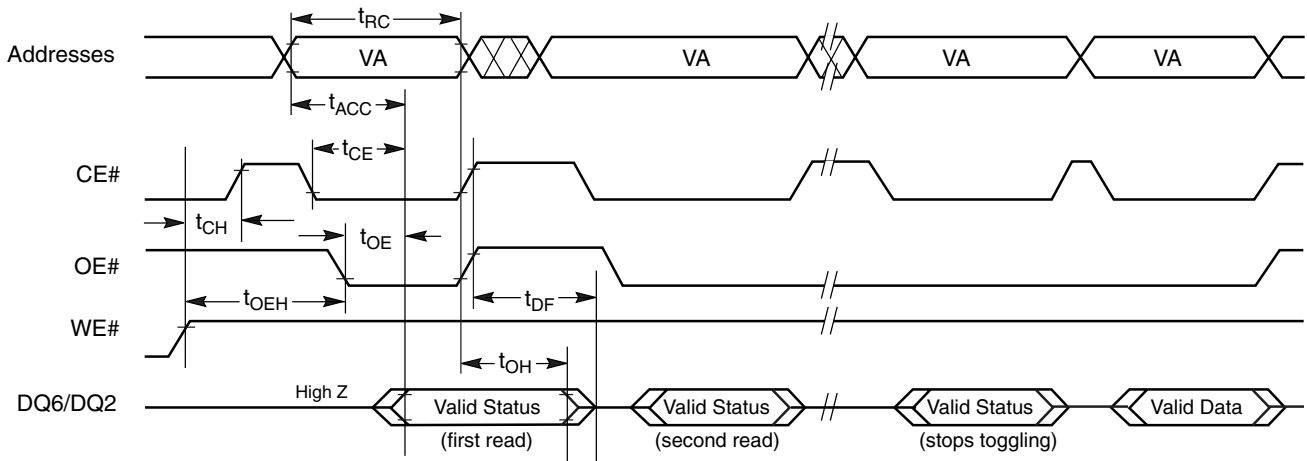 tRC
Addresses VA VA VA VA
tACC
tCE
CE#
tCH
tOE
OE#
tOEH
tDF
WE#
tOH
High Z
DQ6/DQ2 Valid Status Valid Status Valid Status Valid Data
(first read) (second read) (stops toggling)